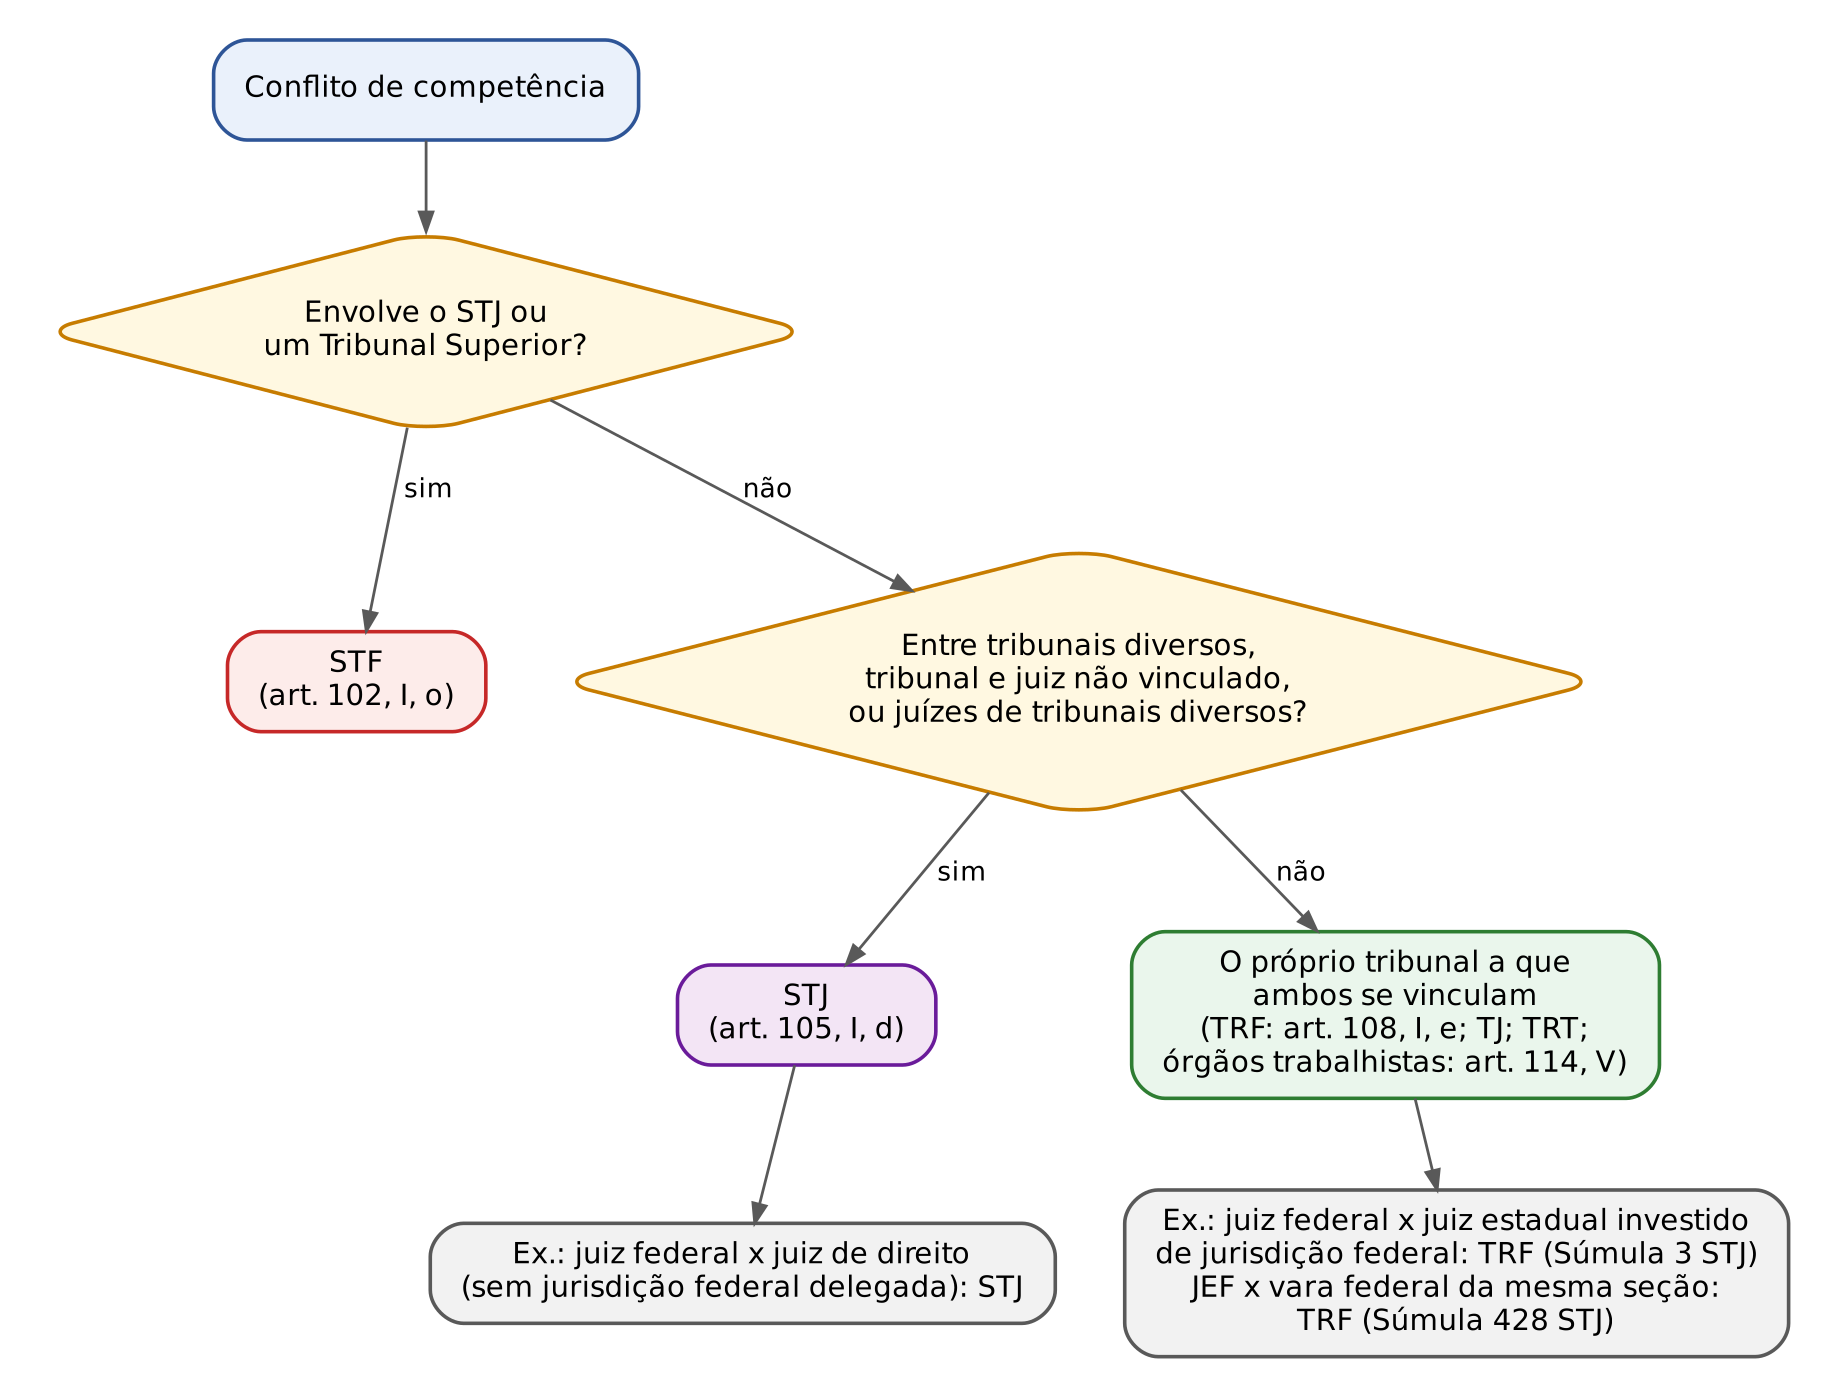 Conflito de competência
Envolve o STJ ou
um Tribunal Superior?
sim
não
STF
(art. 102, I, o)
Entre tribunais diversos,
tribunal e juiz não vinculado,
ou juízes de tribunais diversos?
sim
não
STJ
(art. 105, I, d)
O próprio tribunal a que
ambos se vinculam
(TRF: art. 108, I, e; TJ; TRT;
órgãos trabalhistas: art. 114, V)
Ex.: juiz federal x juiz de direito
(sem jurisdição federal delegada): STJ
Ex.: juiz federal x juiz estadual investido
de jurisdição federal: TRF (Súmula 3 STJ)
JEF x vara federal da mesma seção:
TRF (Súmula 428 STJ)